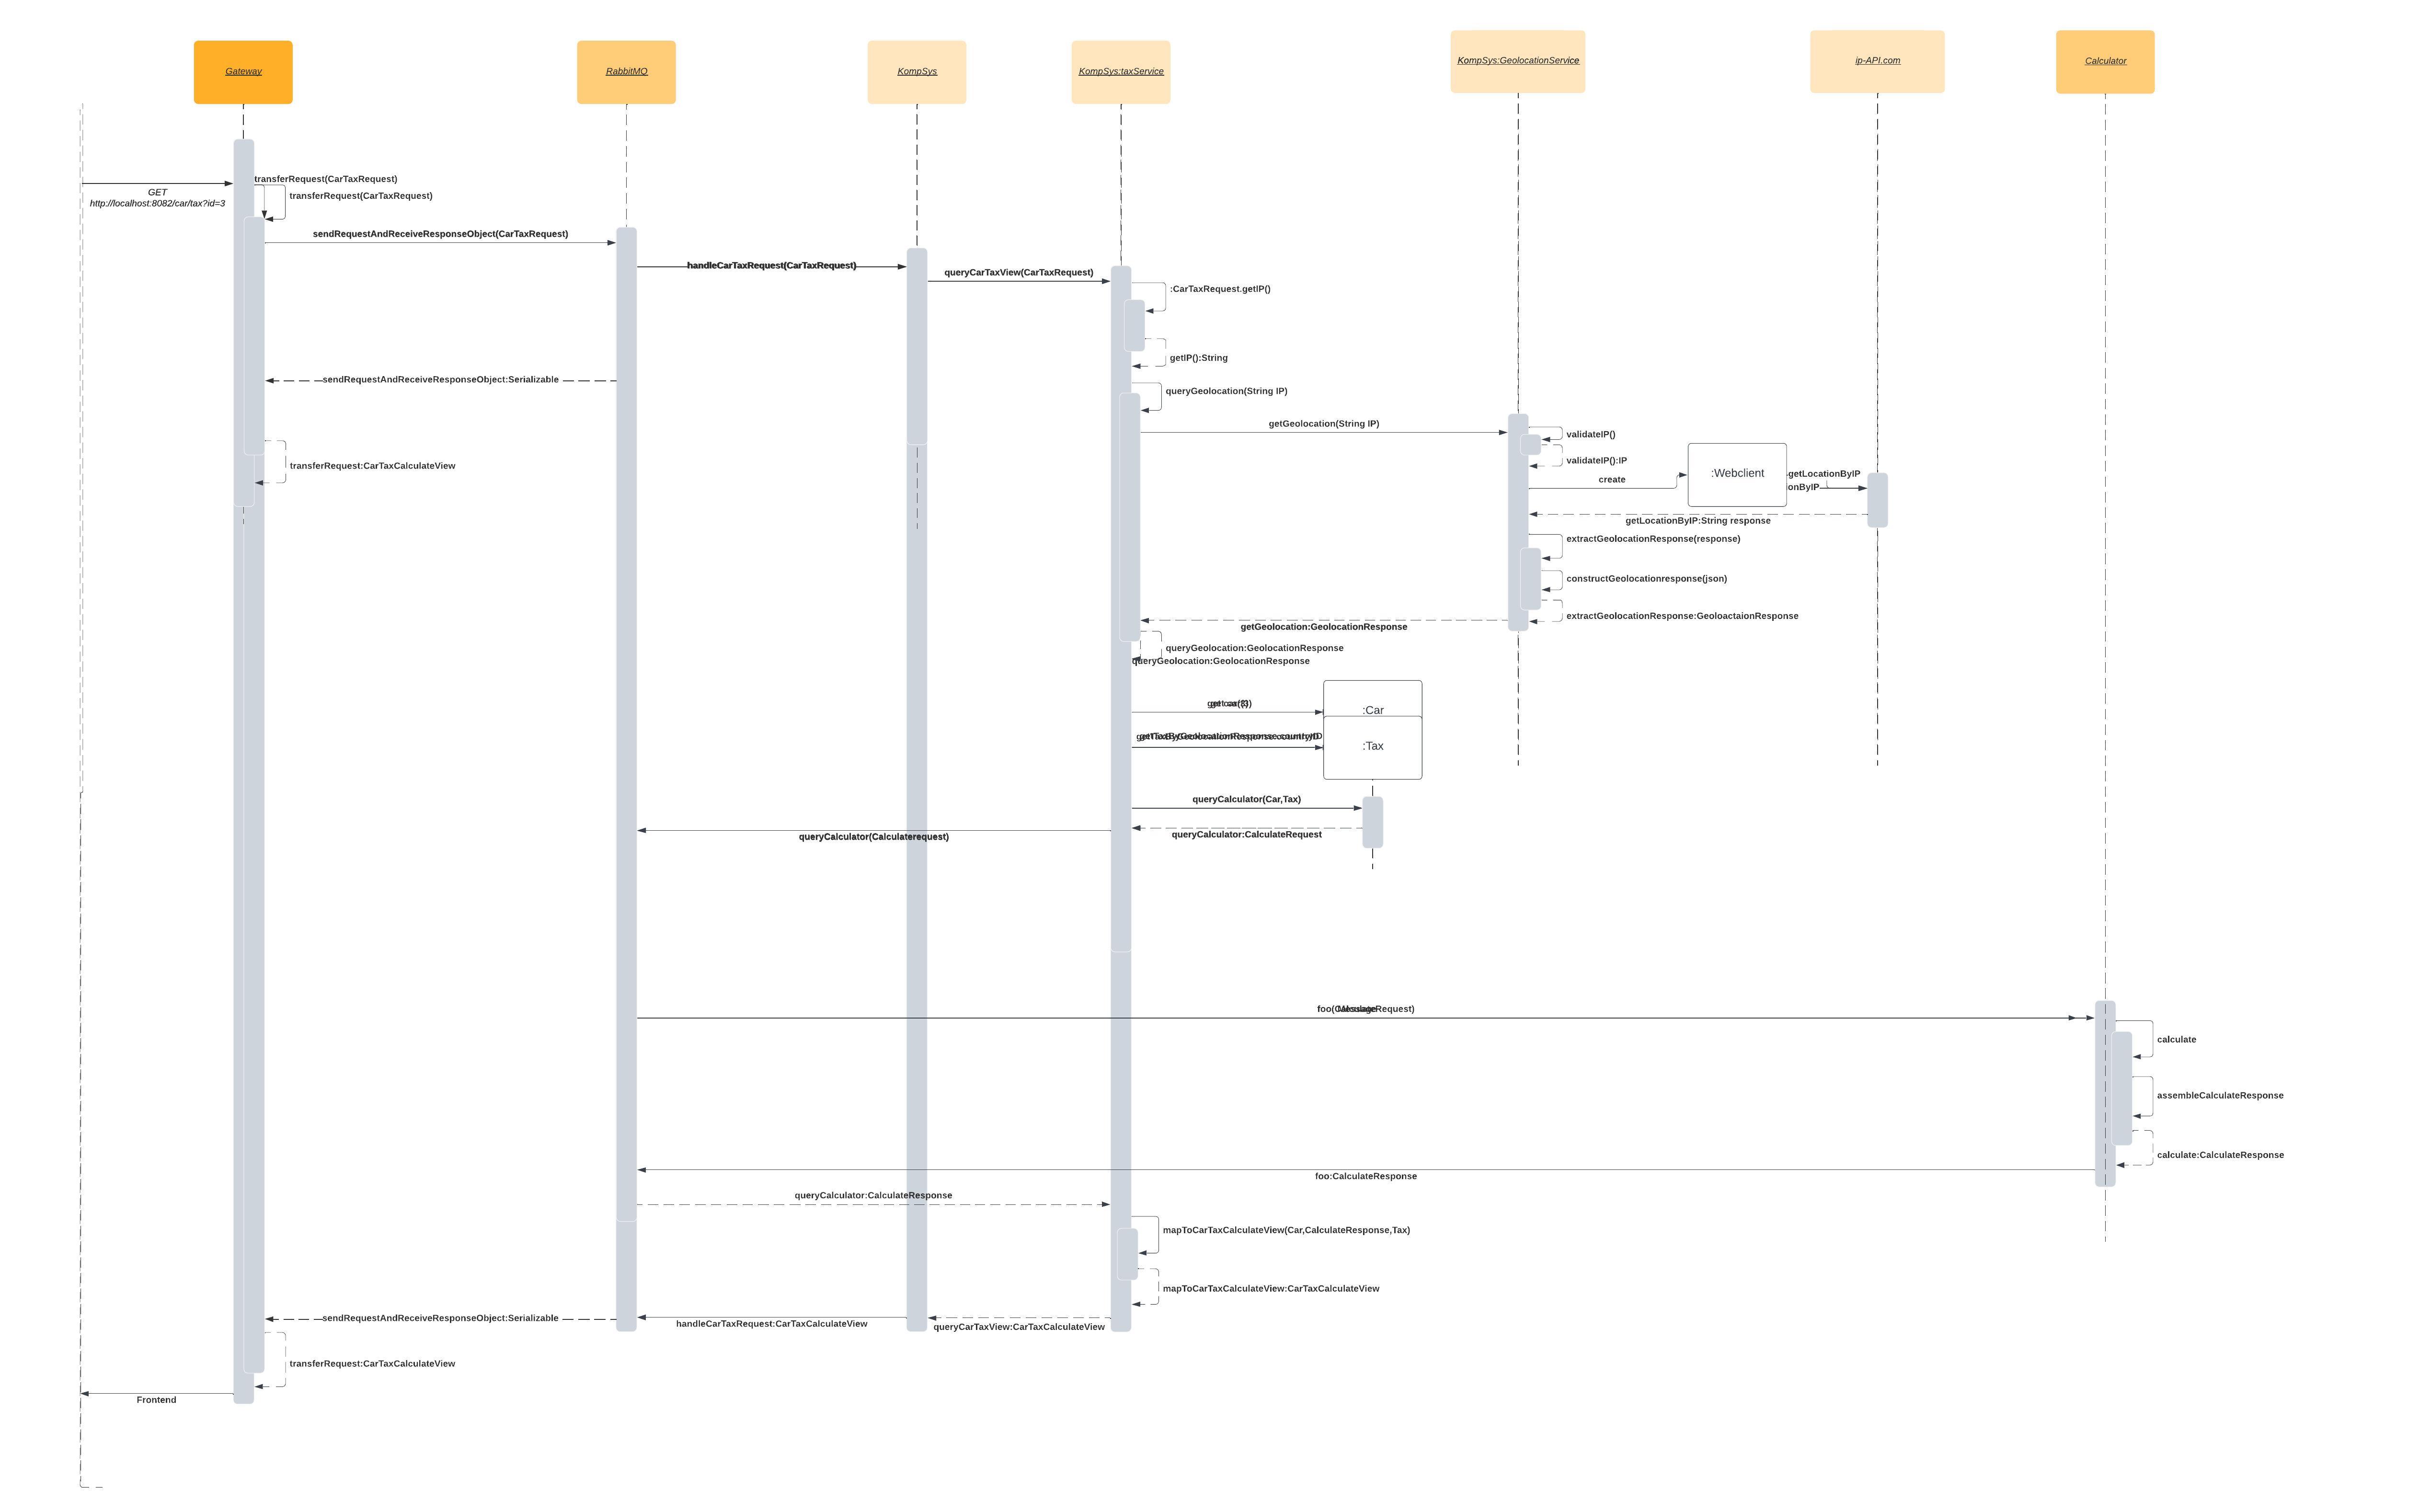 Gateway
RabbitMQ
KompSys
KompSys:taxService
KompSys:GeolocationService
ip-API.com
Calculator
transferRequest(CarTaxRequest)
GET
http://localhost:8082/car/tax?id=3
transferRequest(CarTaxRequest)
sendRequestAndReceiveResponseObject(CarTaxRequest)
handleCarTaxRequest(CarTaxRequest)
queryCarTaxView(CarTaxRequest)
:CarTaxRequest.getIP()
getIP():String
sendRequestAndReceiveResponseObject:Serializable
queryGeolocation(String IP)
getGeolocation(String IP)
validateIP()
transferRequest:CarTaxCalculateView
validateIP():IP
:Webclient
getLocationByIP
onByIP
create
getLocationByIP:String response
extractGeolocationResponse(response)
constructGeolocationresponse(json)
extractGeolocationResponse:GeoloactaionResponse
getGeolocation:GeolocationResponse
queryGeolocation:GeolocationResponse
queryGeolocation:GeolocationResponse
:Car
:Tax
queryCalculator(Car,Tax)
queryCalculator:CalculateRequest
queryCalculator(Calculaterequest)
foo(CalculateRequest)
calculate
assembleCalculateResponse
calculate:CalculateResponse
foo:CalculateResponse
queryCalculator:CalculateResponse
mapToCarTaxCalculateView(Car,CalculateResponse,Tax)
mapToCarTaxCalculateView:CarTaxCalculateView
sendRequestAndReceiveResponseObject:Serializable
handleCarTaxRequest:CarTaxCalculateView
queryCarTaxView:CarTaxCalculateView
transferRequest:CarTaxCalculateView
Frontend